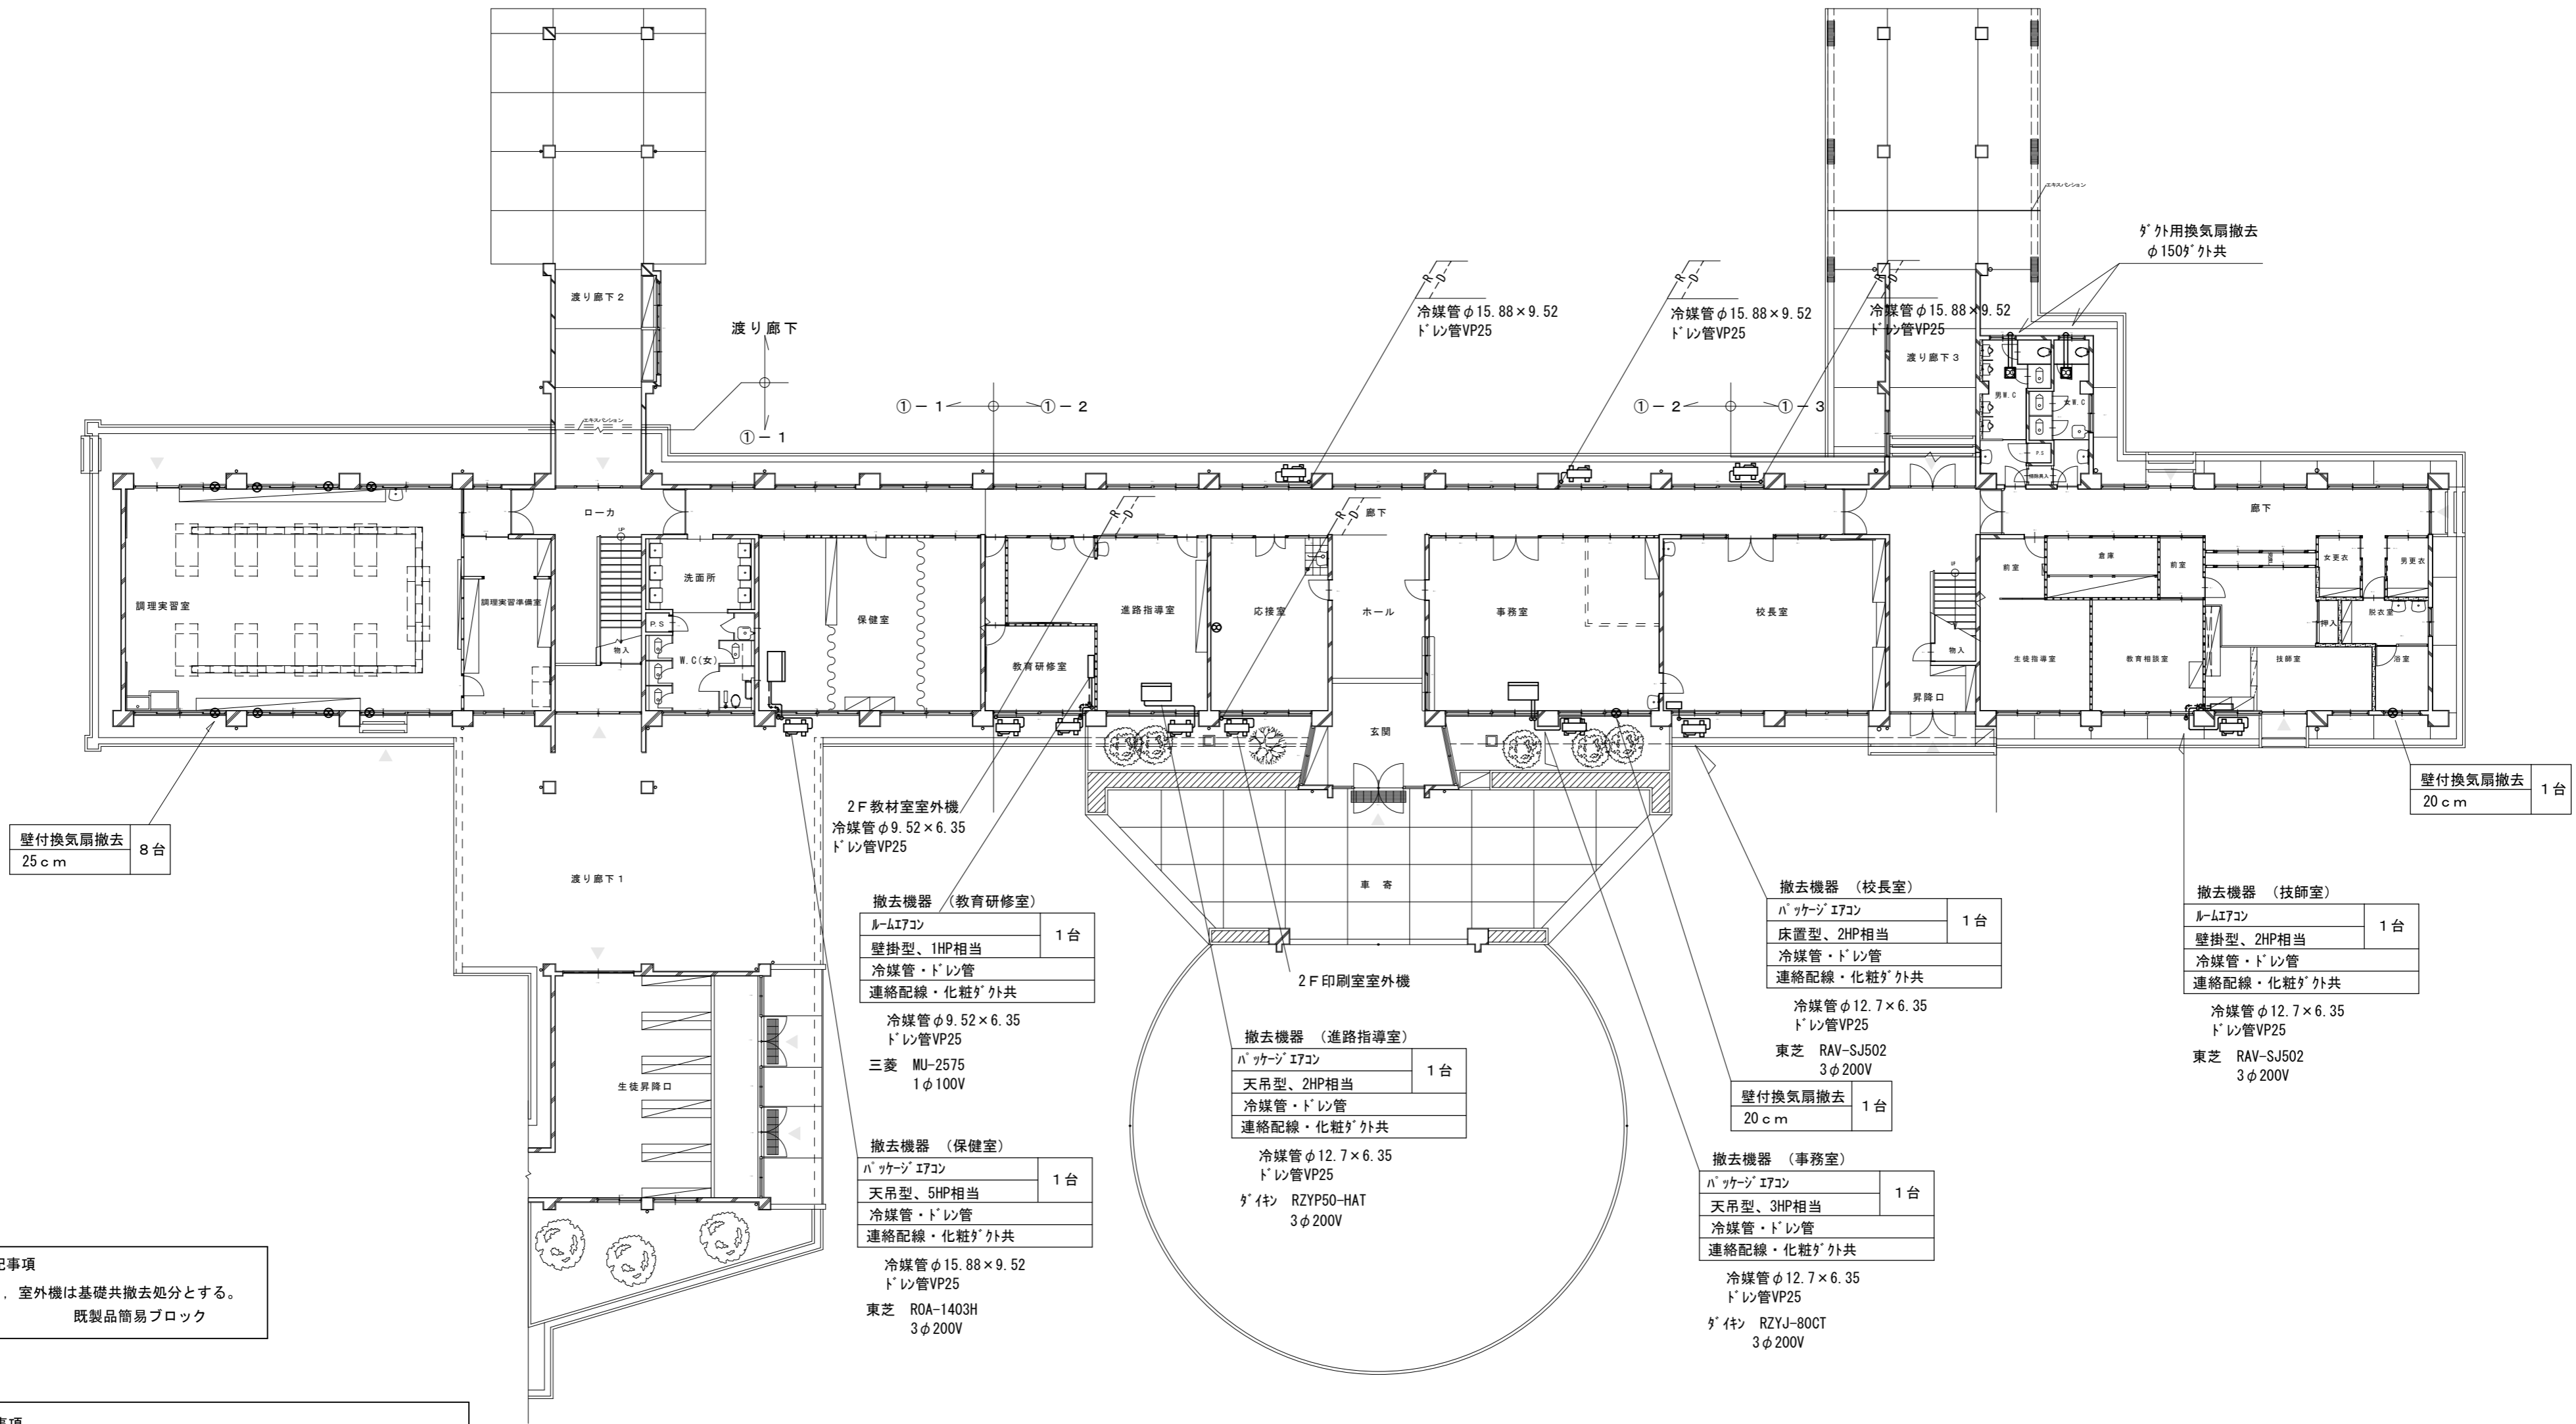 エキスパンション
ダクト用換気扇撤去
φ150ダクト共
渡り廊下2
渡り廊下
R
D
冷媒管φ15.88×9.52
ドレン管VP25
R
D
冷媒管φ15.88×9.52
ドレン管VP25
R
D
冷媒管φ15.88×9.52
ドレン管VP25
渡り廊下3
①-1
①-2
①-2
①-3
エキスパンション
①-1
男W.C
女W.C
P.S
ローカ
UP
R
D
R
D
廊下
廊下
調理実習室
調理実習準備室
物入
洗面所
P.S
W.C(女)
保健室
教育研修室
進路指導室
応接室
ホール
事務室
校長室
UP
物入
昇降口
前室
倉庫
前室
女更衣
男更衣
脱衣室
押入
生徒指導室
教育相談室
技師室
浴室
玄関
壁付換気扇撤去
25cm
8台
壁付換気扇撤去
20cm
1台
2F教材室室外機
冷媒管φ9.52×6.35
ドレン管VP25
渡り廊下1
車寄
撤去機器 (教育研修室)
ルームエアコン
1台
壁掛型、1HP相当
冷媒管・ドレン管
連絡配線・化粧ダクト共
冷媒管φ9.52×6.35
ドレン管VP25
三菱 MU-2575
1φ100V
撤去機器 (校長室)
パッケージエアコン
1台
床置型、2HP相当
冷媒管・ドレン管
連絡配線・化粧ダクト共
冷媒管φ12.7×6.35
ドレン管VP25
東芝 RAV-SJ502
3φ200V
撤去機器 (技師室)
ルームエアコン
1台
壁掛型、2HP相当
冷媒管・ドレン管
連絡配線・化粧ダクト共
冷媒管φ12.7×6.35
ドレン管VP25
東芝 RAV-SJ502
3φ200V
2F印刷室室外機
撤去機器 (進路指導室)
パッケージエアコン
1台
天吊型、2HP相当
冷媒管・ドレン管
連絡配線・化粧ダクト共
冷媒管φ12.7×6.35
ドレン管VP25
ダイキン RZYP50-HAT
3φ200V
壁付換気扇撤去
20cm
1台
生徒昇降口
撤去機器 (保健室)
パッケージエアコン
1台
天吊型、5HP相当
冷媒管・ドレン管
連絡配線・化粧ダクト共
冷媒管φ15.88×9.52
ドレン管VP25
東芝 ROA-1403H
3φ200V
撤去機器 (事務室)
パッケージエアコン
1台
天吊型、3HP相当
冷媒管・ドレン管
連絡配線・化粧ダクト共
冷媒管φ12.7×6.35
ドレン管VP25
ダイキン RZYJ-80CT
3φ200V
記事項
. 室外機は基礎共撤去処分とする。
既製品簡易ブロック
事項